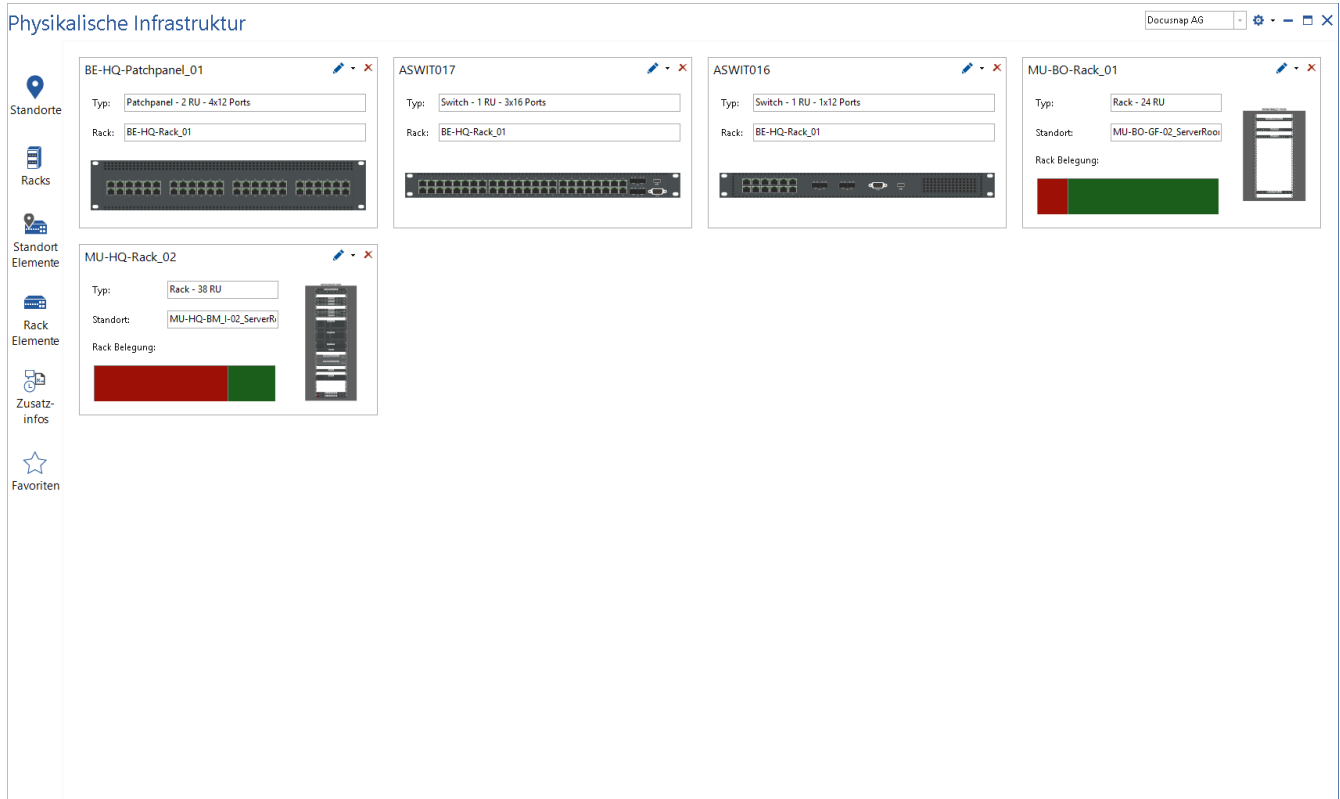 Physikalische Infrastruktur
Docusnap AG
Standorte
Racks
Standort
Elemente
Rack
Elemente
Zusatz-
infos
Favoriten
BE-HQ-Patchpanel_01
Typ: Patchpanel - 2 RU - 4x12 Ports
Rack: BE-HQ-Rack_01
ASWIT017
Typ: Switch - 1 RU - 3x16 Ports
Rack: BE-HQ-Rack_01
ASWIT016
Typ: Switch - 1 RU - 1x12 Ports
Rack: BE-HQ-Rack_01
MU-BO-Rack_01
Typ: Rack - 24 RU
Standort: MU-BO-GF-02_ServerRoo
Rack Belegung:
MU-HQ-Rack_02
Typ: Rack - 38 RU
Standort: MU-HQ-BM_I-02_ServerR
Rack Belegung: